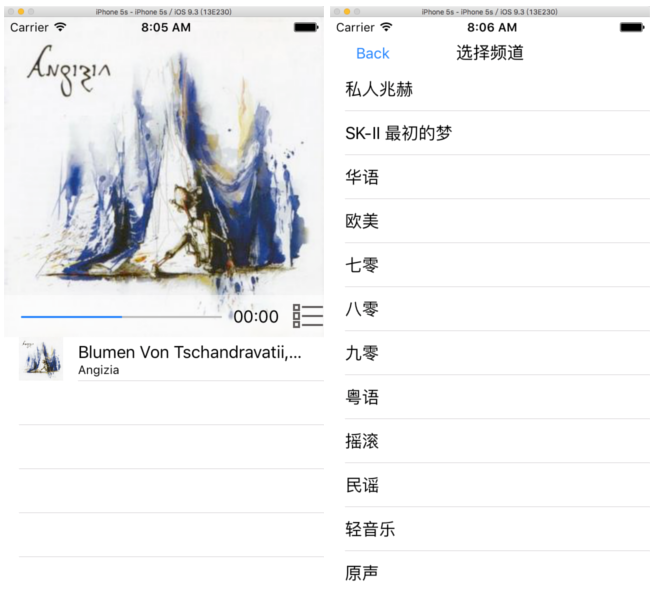 iPhone 5s - iPhone 5s / iOS 9.3 (13E230)
Carrier 8:05 AM
Angizia
00:00
Blumen Von Tschandravatii,...
Angizia
iPhone 5s - iPhone 5s / iOS 9.3 (13E230)
Carrier 8:06 AM
Back 选择频道
私人兆赫
SK-II 最初的梦
华语
欧美
七零
八零
九零
粤语
摇滚
民谣
轻音乐
原声